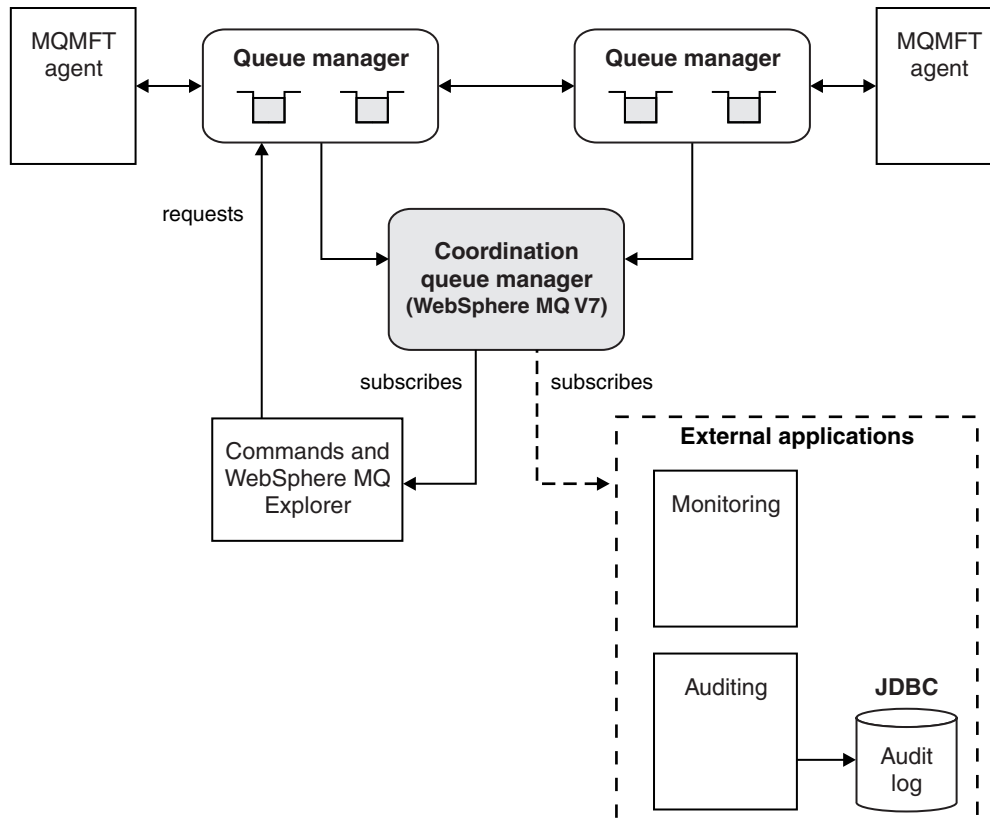 MQMFT
agent
Queue manager
Queue manager
MQMFT
agent
requests
Coordination
queue manager
(WebSphere MQ V7)
subscribes
subscribes
Commands and
WebSphere MQ
Explorer
External applications
Monitoring
Auditing
JDBC
Audit
log